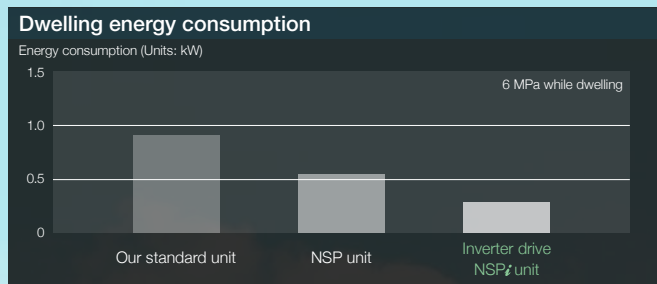 Dwelling energy consumption
Energy consumption (Units: kW)
1.5
6 MPa while dwelling
1.0
0.5
0
Our standard unit
NSP unit
Inverter drive
NSPi unit